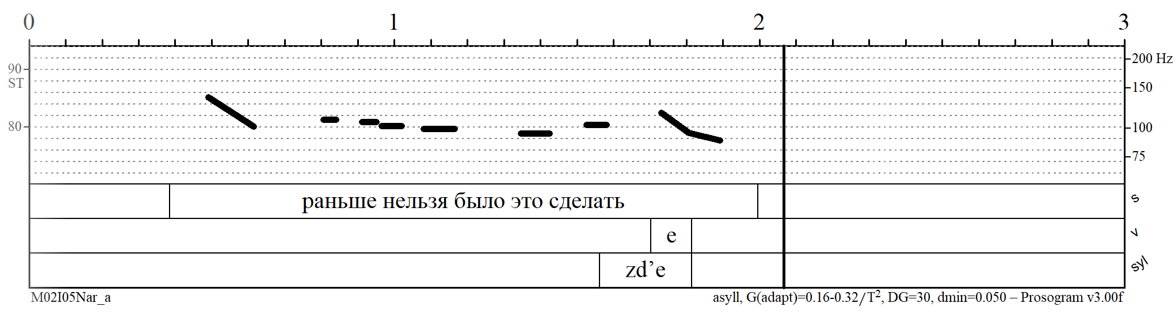 0 1 2 3
90 200 Hz
ST 150
80 100
75
раньше нельзя было это сделать s
e v
zd’e syl
M02I05Nar_a asyll, G(adapt)=0.16-0.32/T², DG=30, dmin=0.050 – Prosogram v3.00f